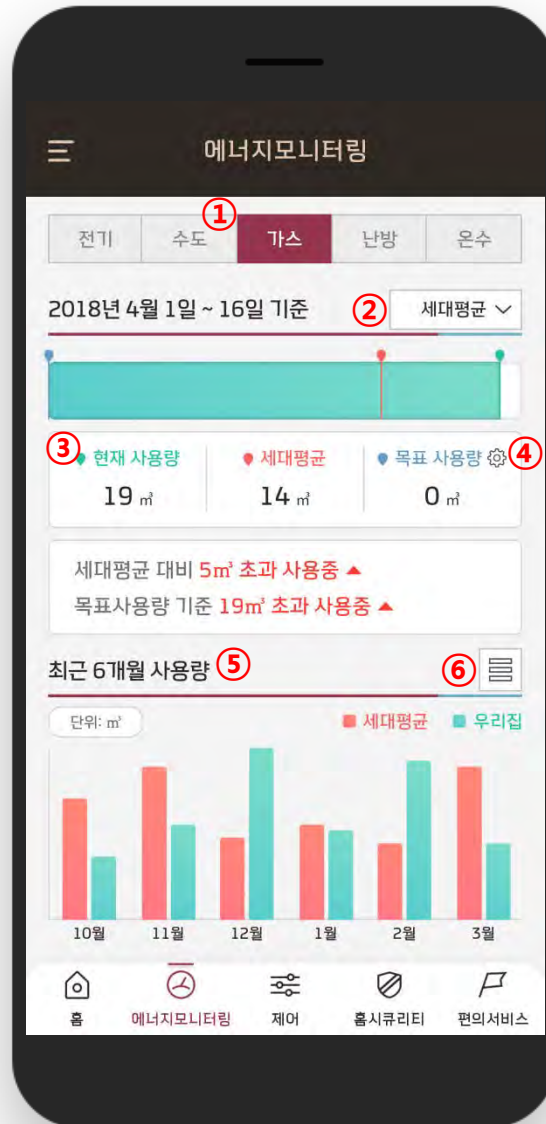 에너지모니터링
①
전기 수도 가스 난방 온수
2018년 4월 1일 ~ 16일 기준 ② 세대평균
③ 현재 사용량 세대평균 목표 사용량 ④
19 ㎥ 14 ㎥ 0 ㎥
세대평균 대비 5㎥ 초과 사용중 ▲
목표사용량 기준 19㎥ 초과 사용중 ▲
최근 6개월 사용량 ⑤ ⑥
단위: ㎥ 세대평균 우리집
10월 11월 12월 1월 2월 3월
홈 에너지모니터링 제어 홈시큐리티 편의서비스